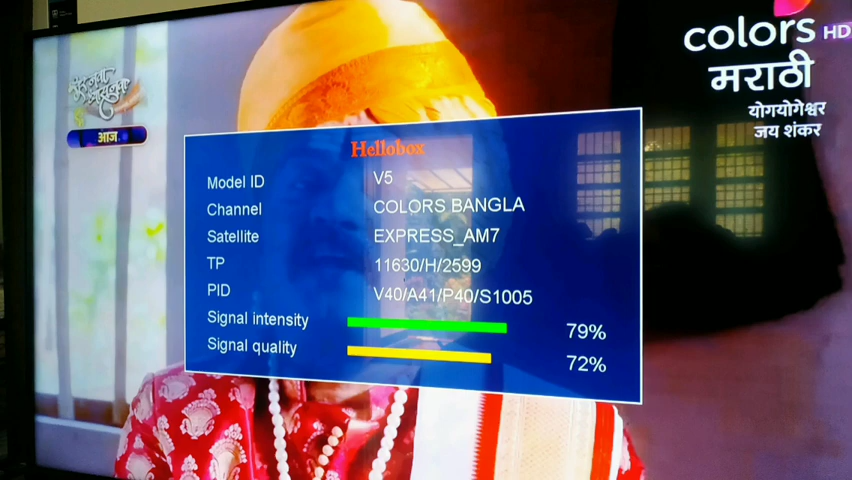 colors HD
मराठी
योगयोगेश्वर
जय शंकर
आज
Hellobox
Model ID V5
Channel COLORS BANGLA
Satellite EXPRESS_AM7
TP 11630/H/2599
PID V40/A41/P40/S1005
Signal intensity 79%
Signal quality 72%